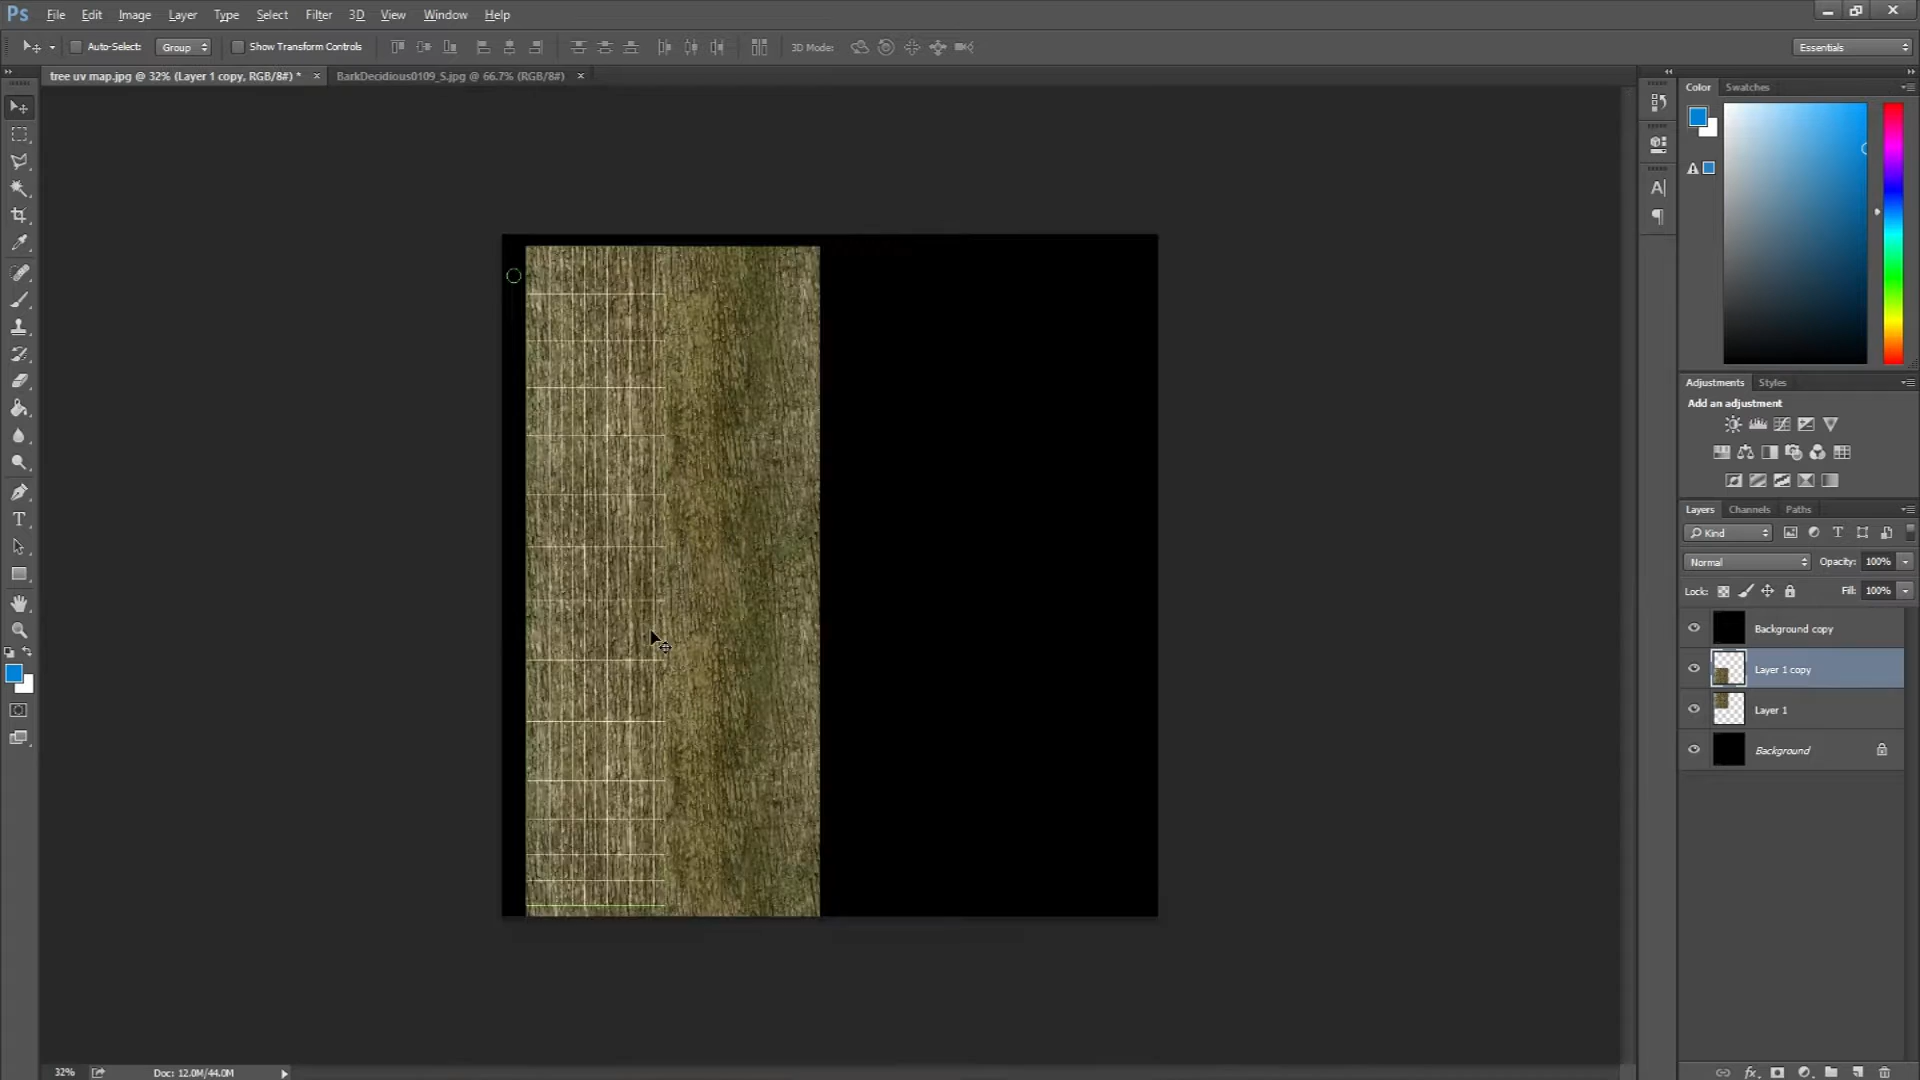 Ps File Edit Image Layer Type Select Filter 3D View Window Help
Auto-Select: Group Show Transform Controls 3D Mode: Essentials
tree uv map.jpg @ 32% (Layer 1 copy, RGB/8#) * × BarkDecidious0109_S.jpg @ 66.7% (RGB/8#) ×
Color Swatches
Adjustments Styles
Add an adjustment
Layers Channels Paths
Kind
Normal Opacity: 100%
Lock: Fill: 100%
Background copy
Layer 1 copy
Layer 1
Background
32% Doc: 12.0M/44.0M